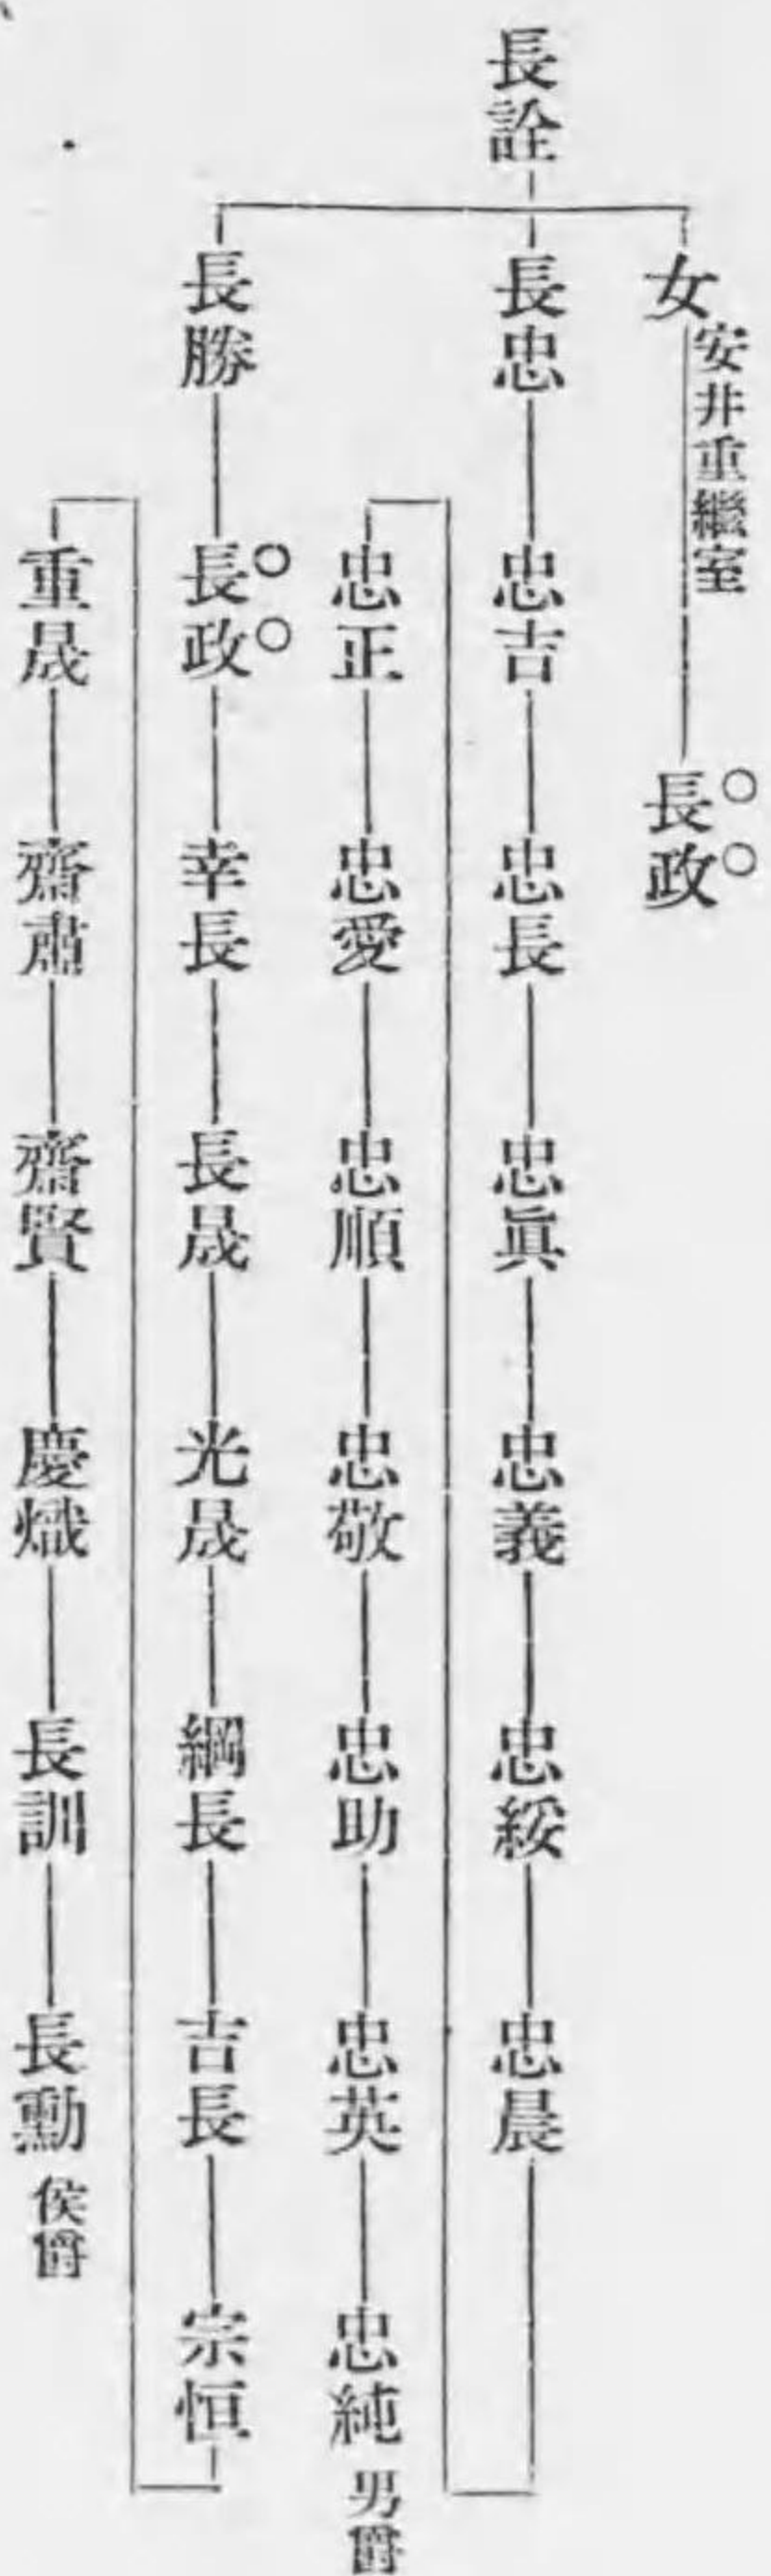 長詮
女 安井重繼室 長政
長忠 忠吉 忠長 忠眞 忠義 忠綏 忠晨
忠正 忠愛 忠順 忠敬 忠助 忠英 忠純 男爵
長勝 長政 幸長 長晟 光晟 綱長 吉長 宗恒
重晟 齋肅 齋賢 慶熾 長訓 長勳 侯爵